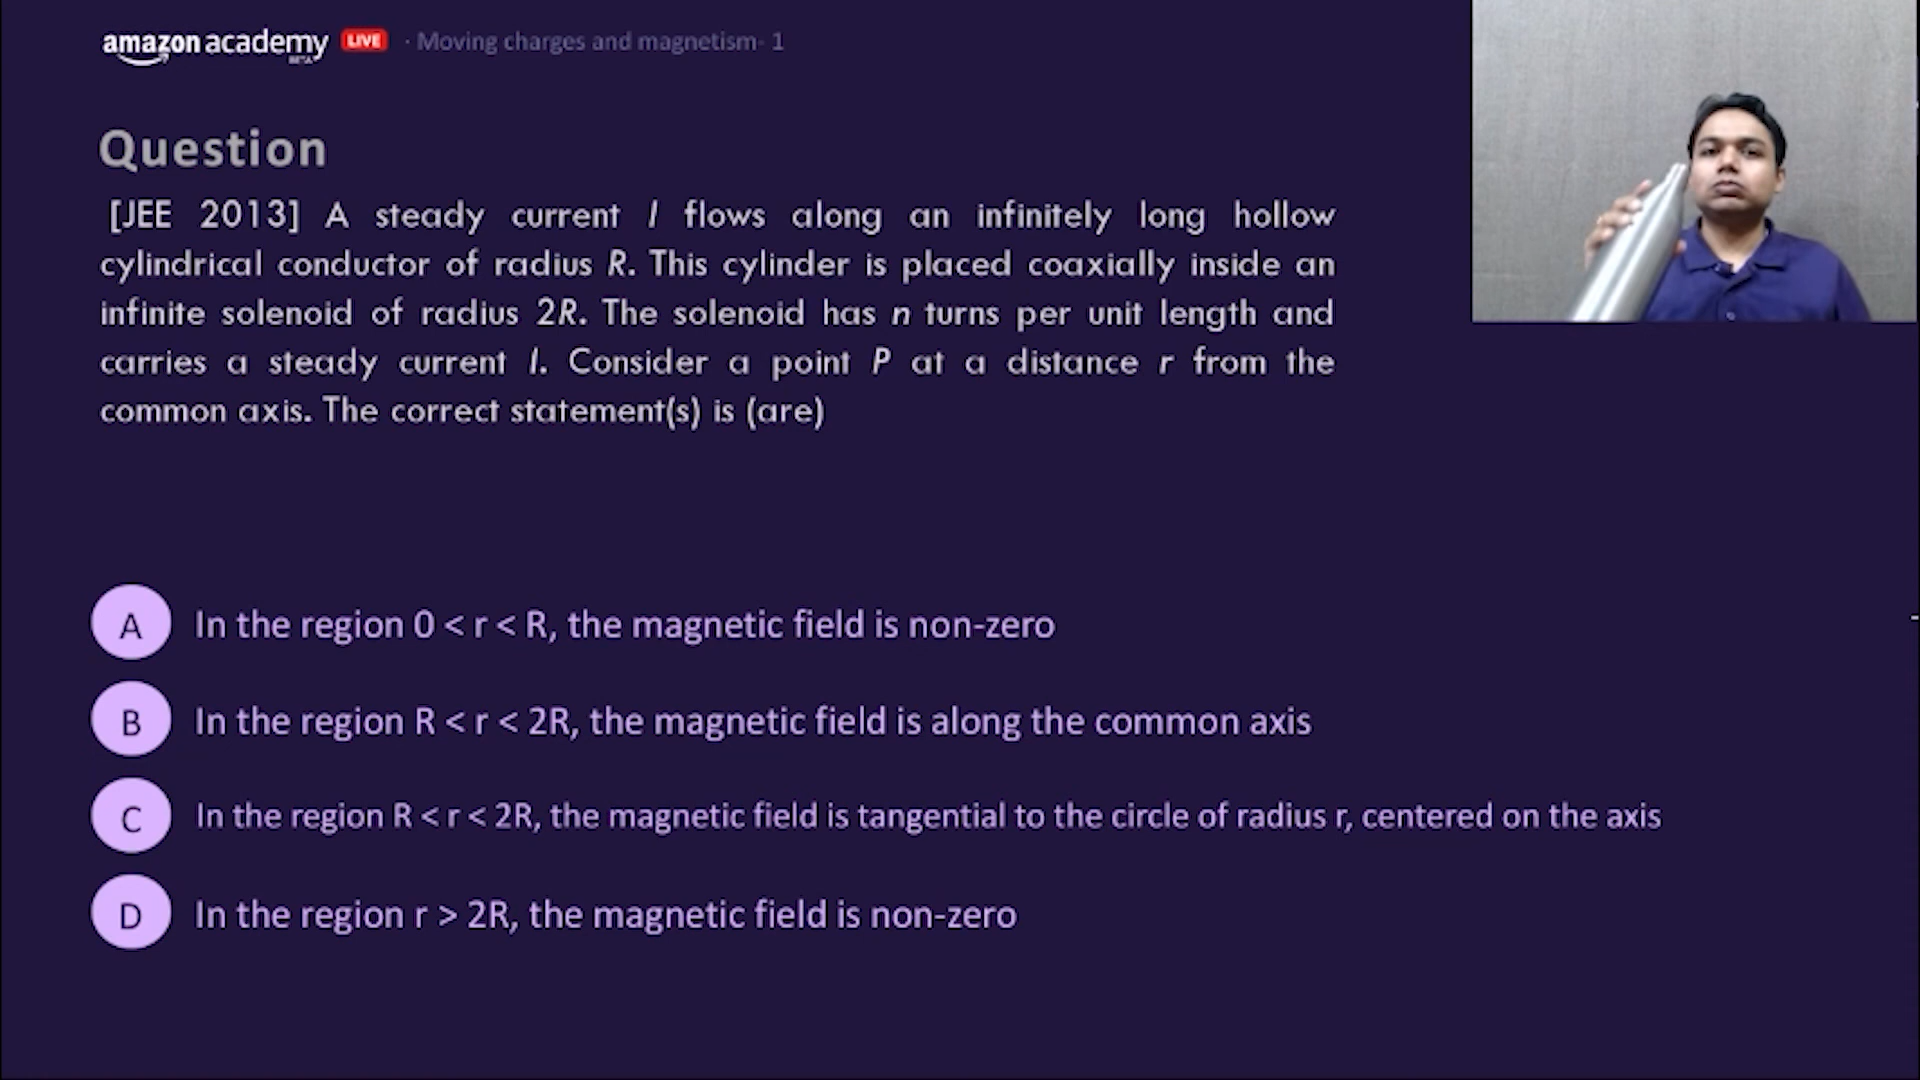 amazon academy LIVE · Moving charges and magnetism- 1
BETA
Question
[JEE 2013] A steady current I flows along an infinitely long hollow
cylindrical conductor of radius R. This cylinder is placed coaxially inside an
infinite solenoid of radius 2R. The solenoid has n turns per unit length and
carries a steady current I. Consider a point P at a distance r from the
common axis. The correct statement(s) is (are)
A In the region 0 < r < R, the magnetic field is non-zero
B In the region R < r < 2R, the magnetic field is along the common axis
C In the region R < r < 2R, the magnetic field is tangential to the circle of radius r, centered on the axis
D In the region r > 2R, the magnetic field is non-zero